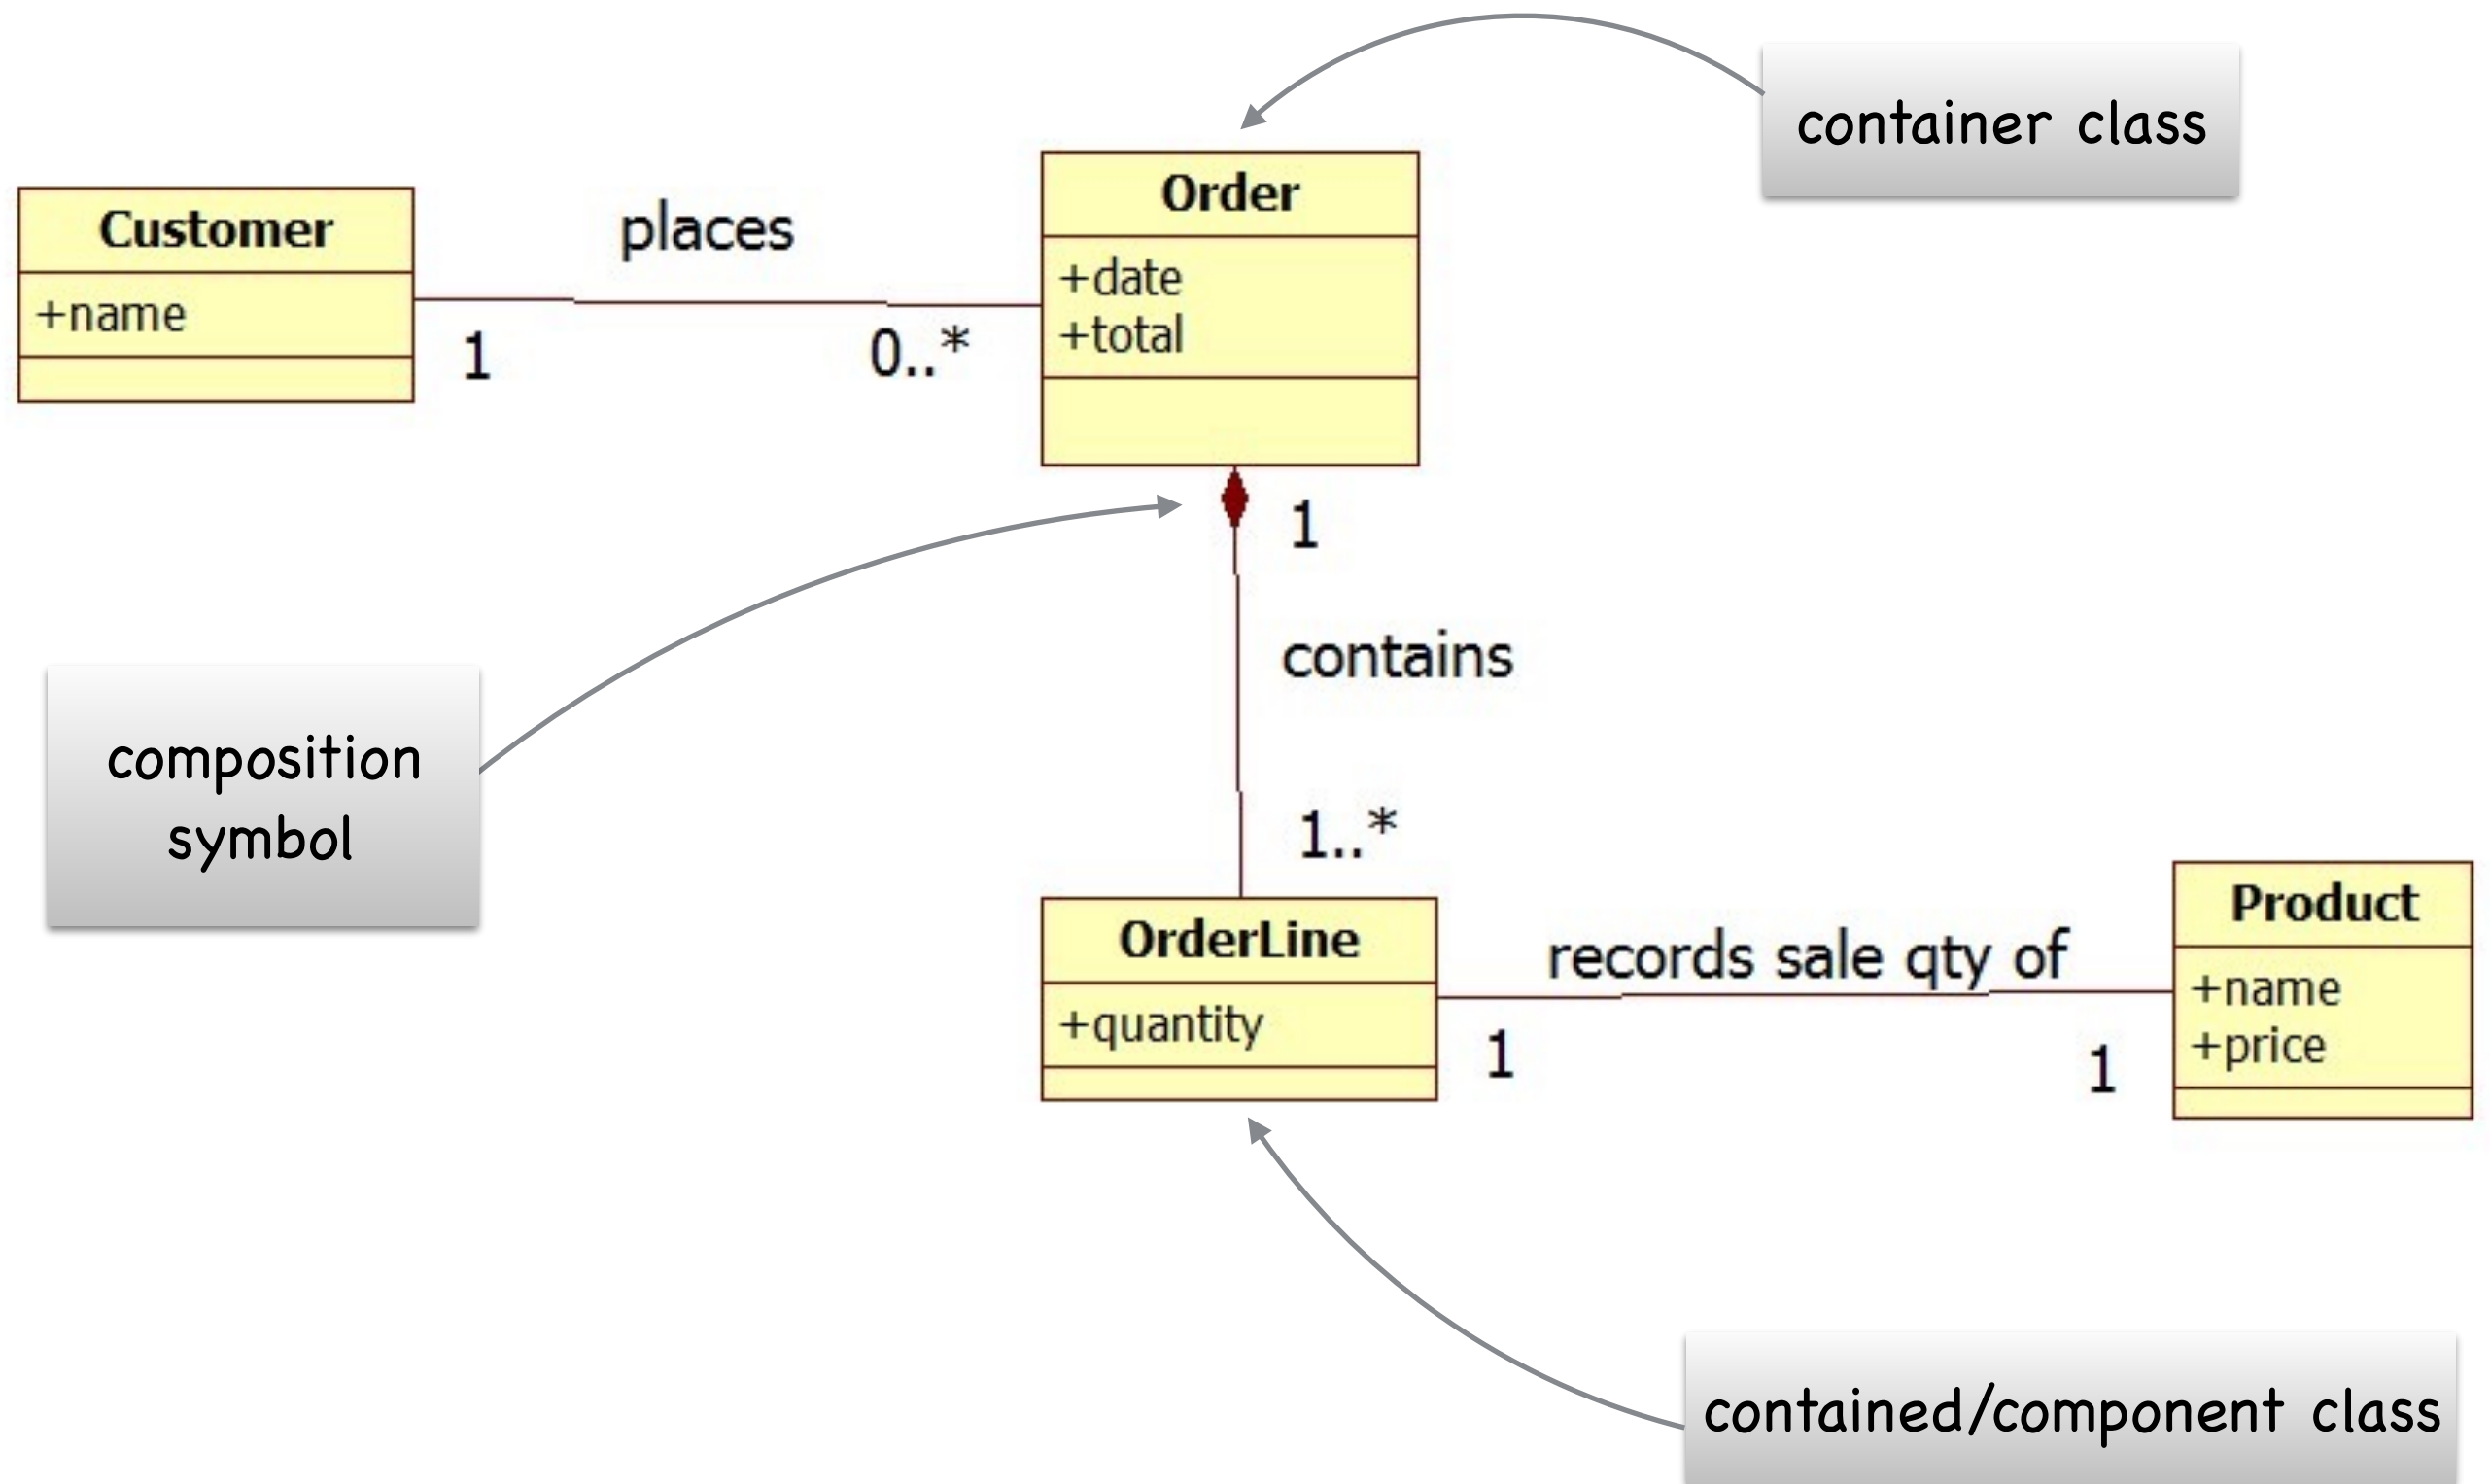 container class
Customer
+name
places
1
0..*
Order
+date
+total
1
contains
1..*
composition
symbol
OrderLine
+quantity
records sale qty of
1
1
Product
+name
+price
contained/component class